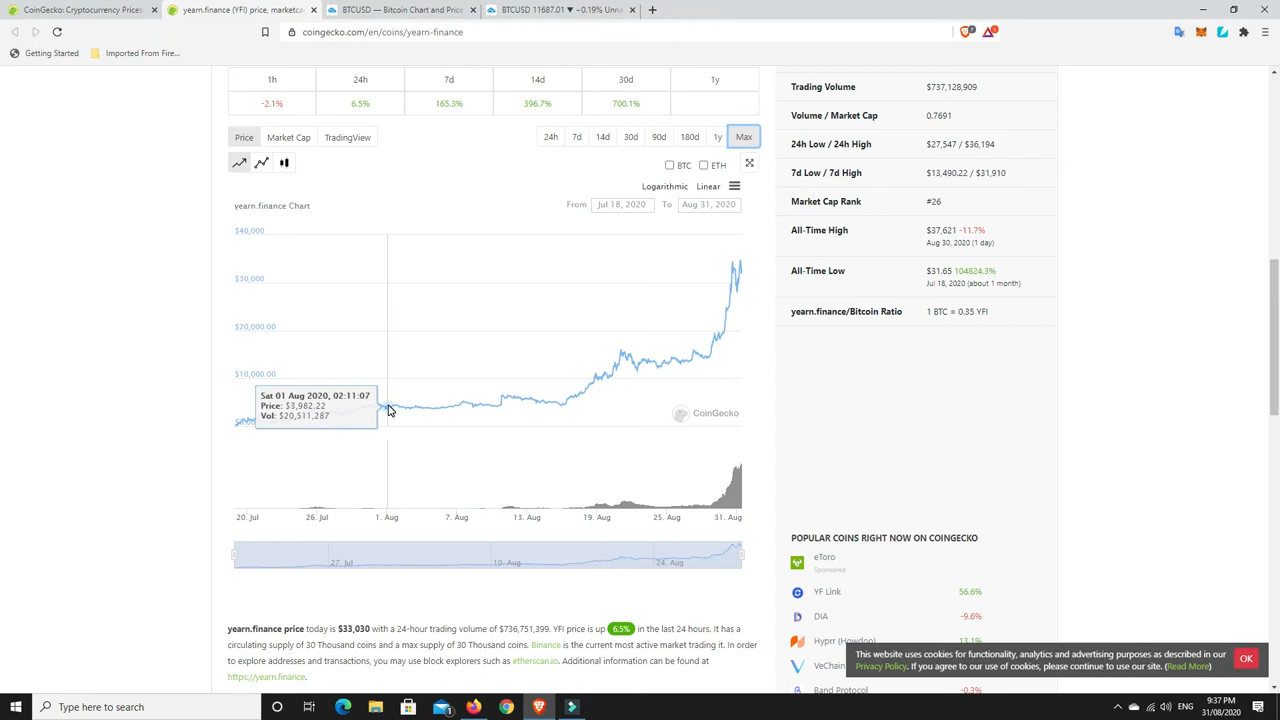 CoinGecko: Cryptocurrency Prices
yearn.finance (YFI) price, marketca
BTCUSD — Bitcoin Chart and Price
BTCUSD 11687.01 ▼ −0.19% Unna
coingecko.com/en/coins/yearn-finance
Getting Started
Imported From Fire...
1h 24h 7d 14d 30d 1y
-2.1% 6.5% 165.3% 396.7% 700.1%
Price Market Cap TradingView
24h 7d 14d 30d 90d 180d 1y Max
BTC ETH
Logarithmic Linear
yearn.finance Chart
From Jul 18, 2020 To Aug 31, 2020
$40,000
$30,000
$20,000.00
$10,000.00
Sat 01 Aug 2020, 02:11:07
Price: $3,982.22
Vol: $20,511,287
CoinGecko
20. Jul 26. Jul 1. Aug 7. Aug 13. Aug 19. Aug 25. Aug 31. Aug
27. Jul 10. Aug 24. Aug
yearn.finance price today is $33,030 with a 24-hour trading volume of $736,751,399. YFI price is up 6.5% in the last 24 hours. It has a
circulating supply of 30 Thousand coins and a max supply of 30 Thousand coins. Binance is the current most active market trading it. In order
to explore addresses and transactions, you may use block explorers such as etherscan.io. Additional information can be found at
https://yearn.finance.
Trading Volume $737,128,909
Volume / Market Cap 0.7691
24h Low / 24h High $27,547 / $36,194
7d Low / 7d High $13,490.22 / $31,910
Market Cap Rank #26
All-Time High $37,621 -11.7%
Aug 30, 2020 (1 day)
All-Time Low $31.65 104824.3%
Jul 18, 2020 (about 1 month)
yearn.finance/Bitcoin Ratio 1 BTC = 0.35 YFI
POPULAR COINS RIGHT NOW ON COINGECKO
eToro
Sponsored
YF Link 56.6%
DIA -9.6%
Hyprr (Howdoo) 13.1%
VeChain
Band Protocol -0.3%
This website uses cookies for functionality, analytics and advertising purposes as described in our
Privacy Policy. If you agree to our use of cookies, please continue to use our site. (Read More)
OK
Type here to search
ENG
9:37 PM
31/08/2020